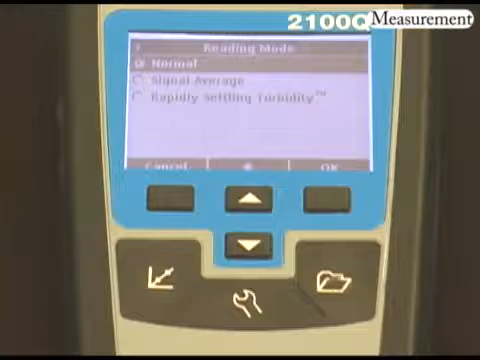 2100Q
Measurement
Reading Mode
Normal
Signal Average
Rapidly Settling Turbidity™
Cancel
OK